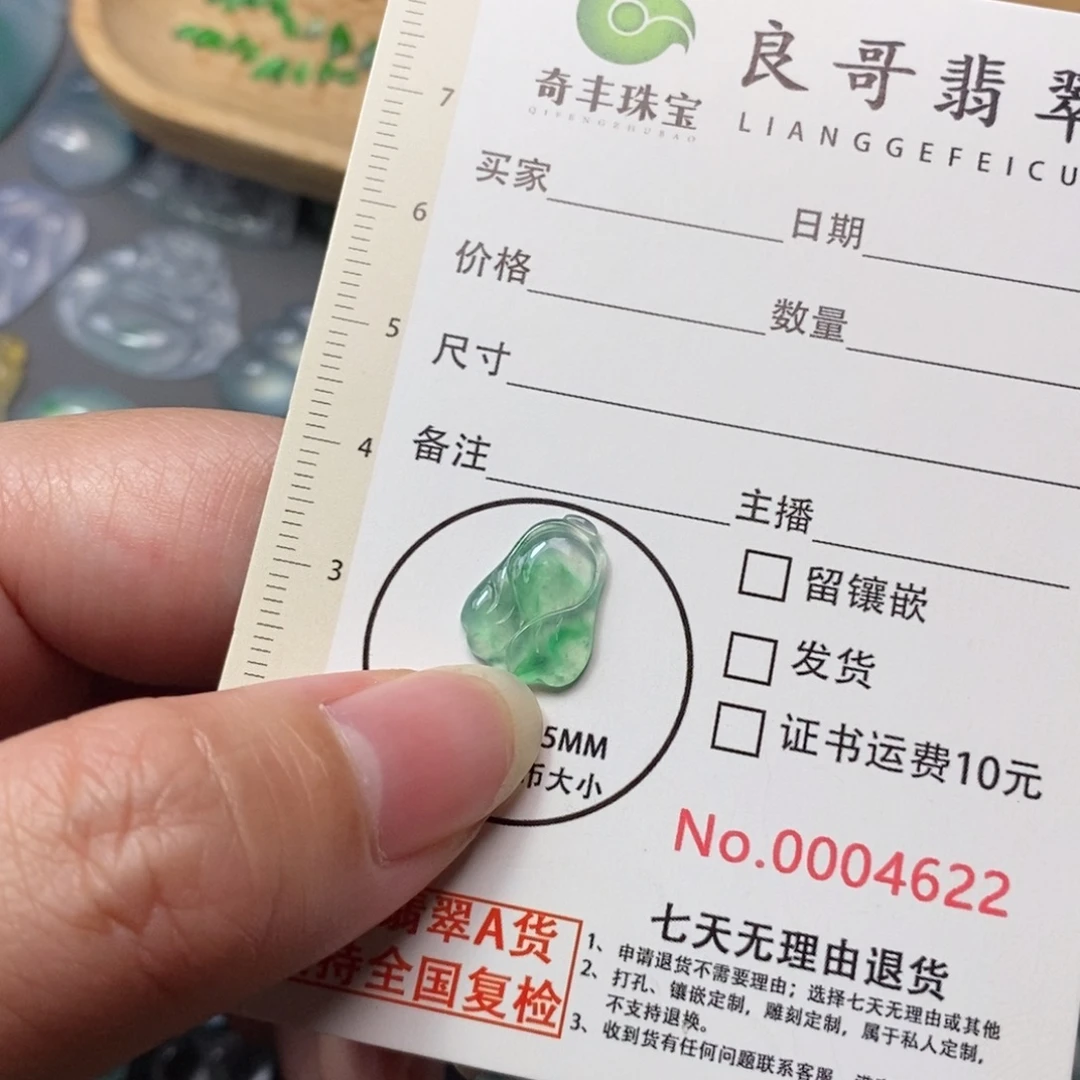 奇丰珠宝
QIFENGZHUBAO
良哥翡翠
LIANGGEFEICU
买家
日期
价格
数量
尺寸
备注
主播
7
6
5
4
3
留镶嵌
发货
证书运费10元
5MM
币大小
No.0004622
翡翠A货
持全国复检
七天无理由退货
1、申请退货不需要理由；选择七天无理由或其他
2、打孔、镶嵌定制，雕刻定制，属于私人定制，
不支持退换。
3、收到货有任何问题联系客服